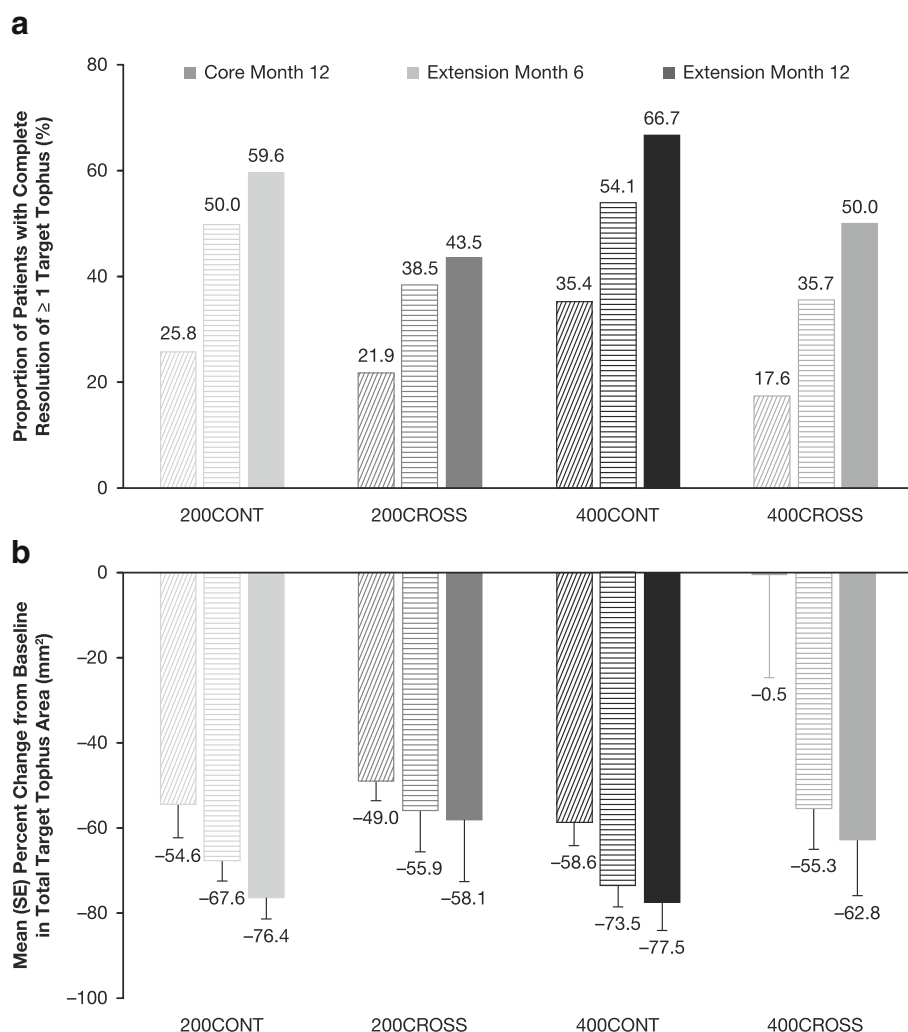 a
Proportion of Patients with Complete
Resolution of ≥ 1 Target Tophus (%)
80
60
40
20
0
Core Month 12 Extension Month 6 Extension Month 12
25.8 50.0 59.6 21.9 38.5 43.5 35.4 54.1 66.7 17.6 35.7 50.0
200CONT 200CROSS 400CONT 400CROSS
b
Mean (SE) Percent Change from Baseline
in Total Target Tophus Area (mm²)
0
−20
−40
−60
−80
−100
−54.6 −67.6 −76.4 −49.0 −55.9 −58.1 −58.6 −73.5 −77.5 −0.5 −55.3 −62.8
200CONT 200CROSS 400CONT 400CROSS